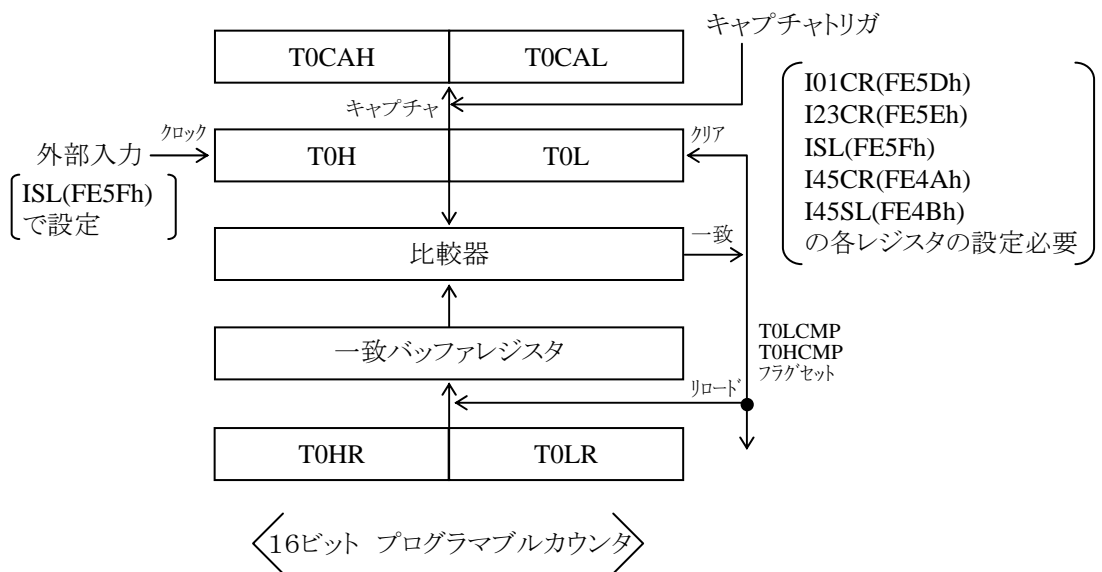 キャプチャトリガ
T0CAH T0CAL
キャプチャ
I01CR(FE5Dh)
I23CR(FE5Eh)
ISL(FE5Fh)
I45CR(FE4Ah)
I45SL(FE4Bh)
の各レジスタの設定必要
クロック
クリア
外部入力
T0H T0L
ISL(FE5Fh)
で設定
比較器
一致
一致バッファレジスタ
T0LCMP
T0HCMP
フラグセット
リロード
T0HR T0LR
16ビット プログラマブルカウンタ